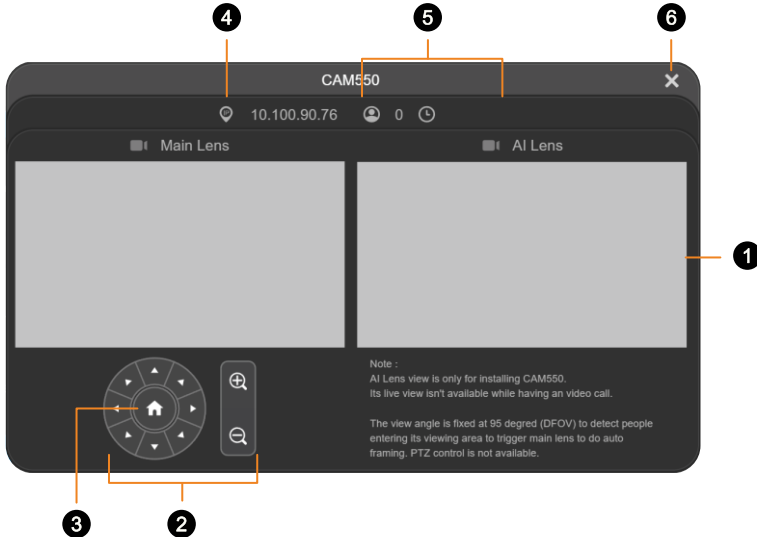 4
5
6
CAM550
IP 10.100.90.76 0
Main Lens
AI Lens
1
Note :
AI Lens view is only for installing CAM550.
Its live view isn't available while having an video call.
The view angle is fixed at 95 degred (DFOV) to detect people
entering its viewing area to trigger main lens to do auto
framing. PTZ control is not available.
3
2